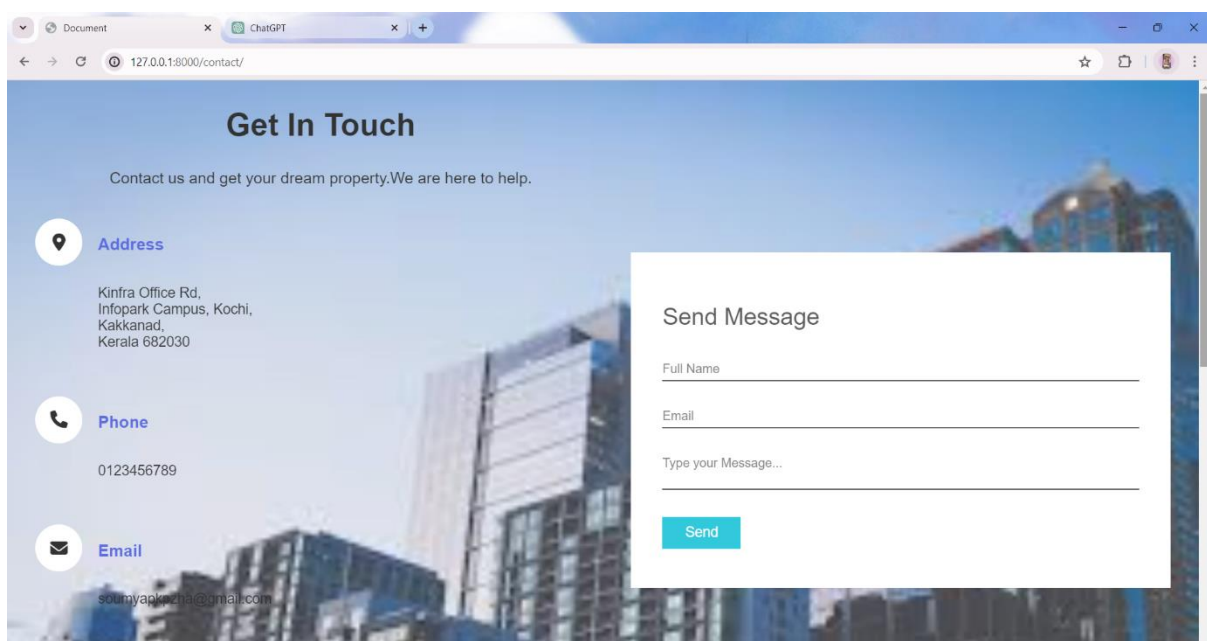 Document
ChatGPT
127.0.0.1:8000/contact/
Get In Touch
Contact us and get your dream property.We are here to help.
Address
Kinfra Office Rd,
Infopark Campus, Kochi,
Kakkanad,
Kerala 682030
Phone
0123456789
Email
Send Message
Full Name
Email
Type your Message...
Send